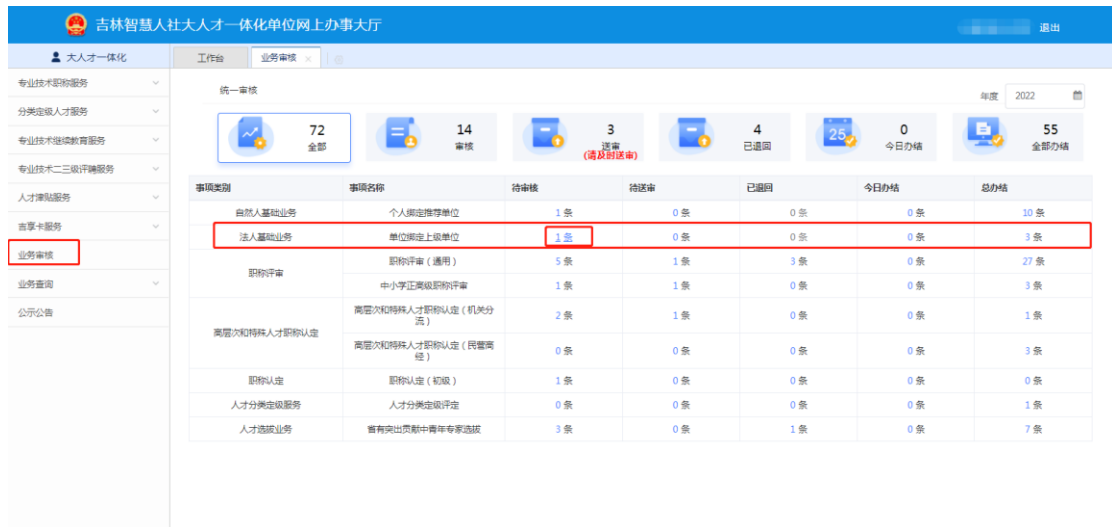 吉林智慧人社大人才一体化单位网上办事大厅
退出
大人才一体化
工作台
业务审核
专业技术职称服务
分类定级人才服务
专业技术继续教育服务
专业技术二三级评聘服务
人才津贴服务
吉享卡服务
业务审核
业务查询
公示公告
统一审核
年度 2022
72
全部
14
审核
3
送审
(请及时送审)
4
已退回
25
0
今日办结
55
全部办结
事项类别 事项名称 待审核 待送审 已退回 今日办结 总办结
自然人基础业务 个人绑定推荐单位 1 条 0 条 0 条 0 条 10 条
法人基础业务 单位绑定上级单位 1 条 0 条 0 条 0 条 3 条
职称评审 职称评审（通用） 5 条 1 条 3 条 0 条 27 条
中小学正高级职称评审 1 条 1 条 0 条 0 条 3 条
高层次和特殊人才职称认定 高层次和特殊人才职称认定（机关分
流） 2 条 1 条 0 条 0 条 1 条
高层次和特殊人才职称认定（民营高
经） 0 条 0 条 0 条 0 条 3 条
职称认定 职称认定（初级） 1 条 0 条 0 条 0 条 0 条
人才分类定级服务 人才分类定级评定 0 条 0 条 0 条 0 条 1 条
人才选拔业务 省有突出贡献中青年专家选拔 3 条 0 条 1 条 0 条 7 条